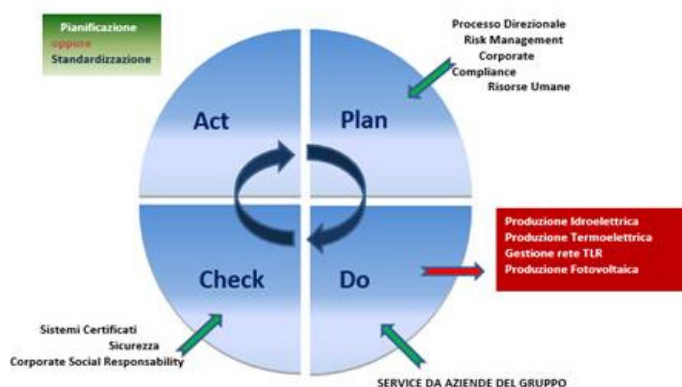 Pianificazione
oppure
Standardizzazione
Processo Direzionale
Risk Management
Corporate
Compliance
Risorse Umane
Act
Plan
Check
Do
Produzione Idroelettrica
Produzione Termoelettrica
Gestione rete TLR
Produzione Fotovoltaica
Sistemi Certificati
Sicurezza
Corporate Social Responsability
SERVICE DA AZIENDE DEL GRUPPO